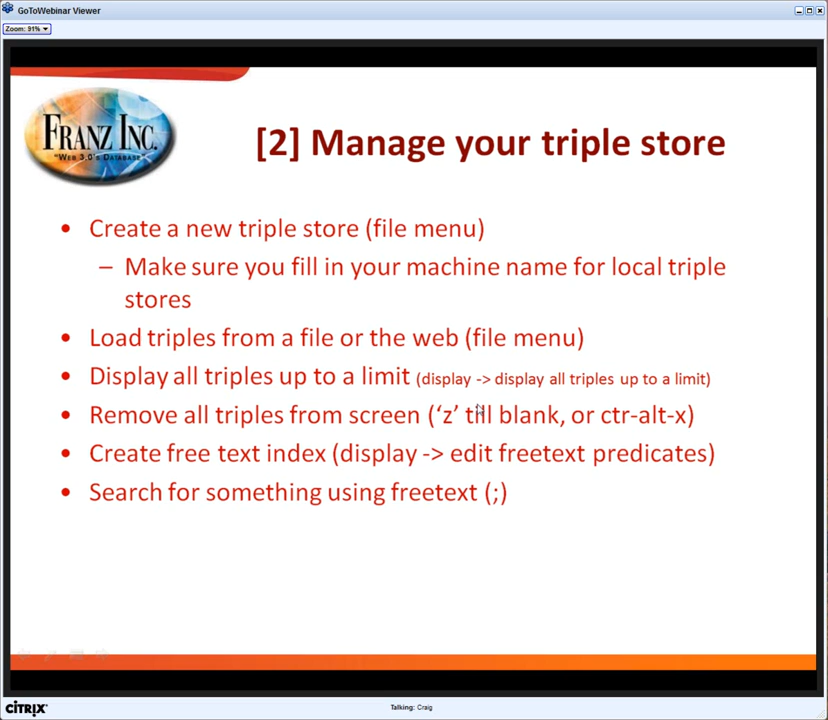 GoToWebinar Viewer
Zoom: 91%
FRANZ INC.
"WEB 3.0'S DATABASE"
[2] Manage your triple store
• Create a new triple store (file menu)
– Make sure you fill in your machine name for local triple
stores
• Load triples from a file or the web (file menu)
• Display all triples up to a limit (display -> display all triples up to a limit)
• Remove all triples from screen (‘z’ till blank, or ctr-alt-x)
• Create free text index (display -> edit freetext predicates)
• Search for something using freetext (;)
CITRIX
Talking: Craig